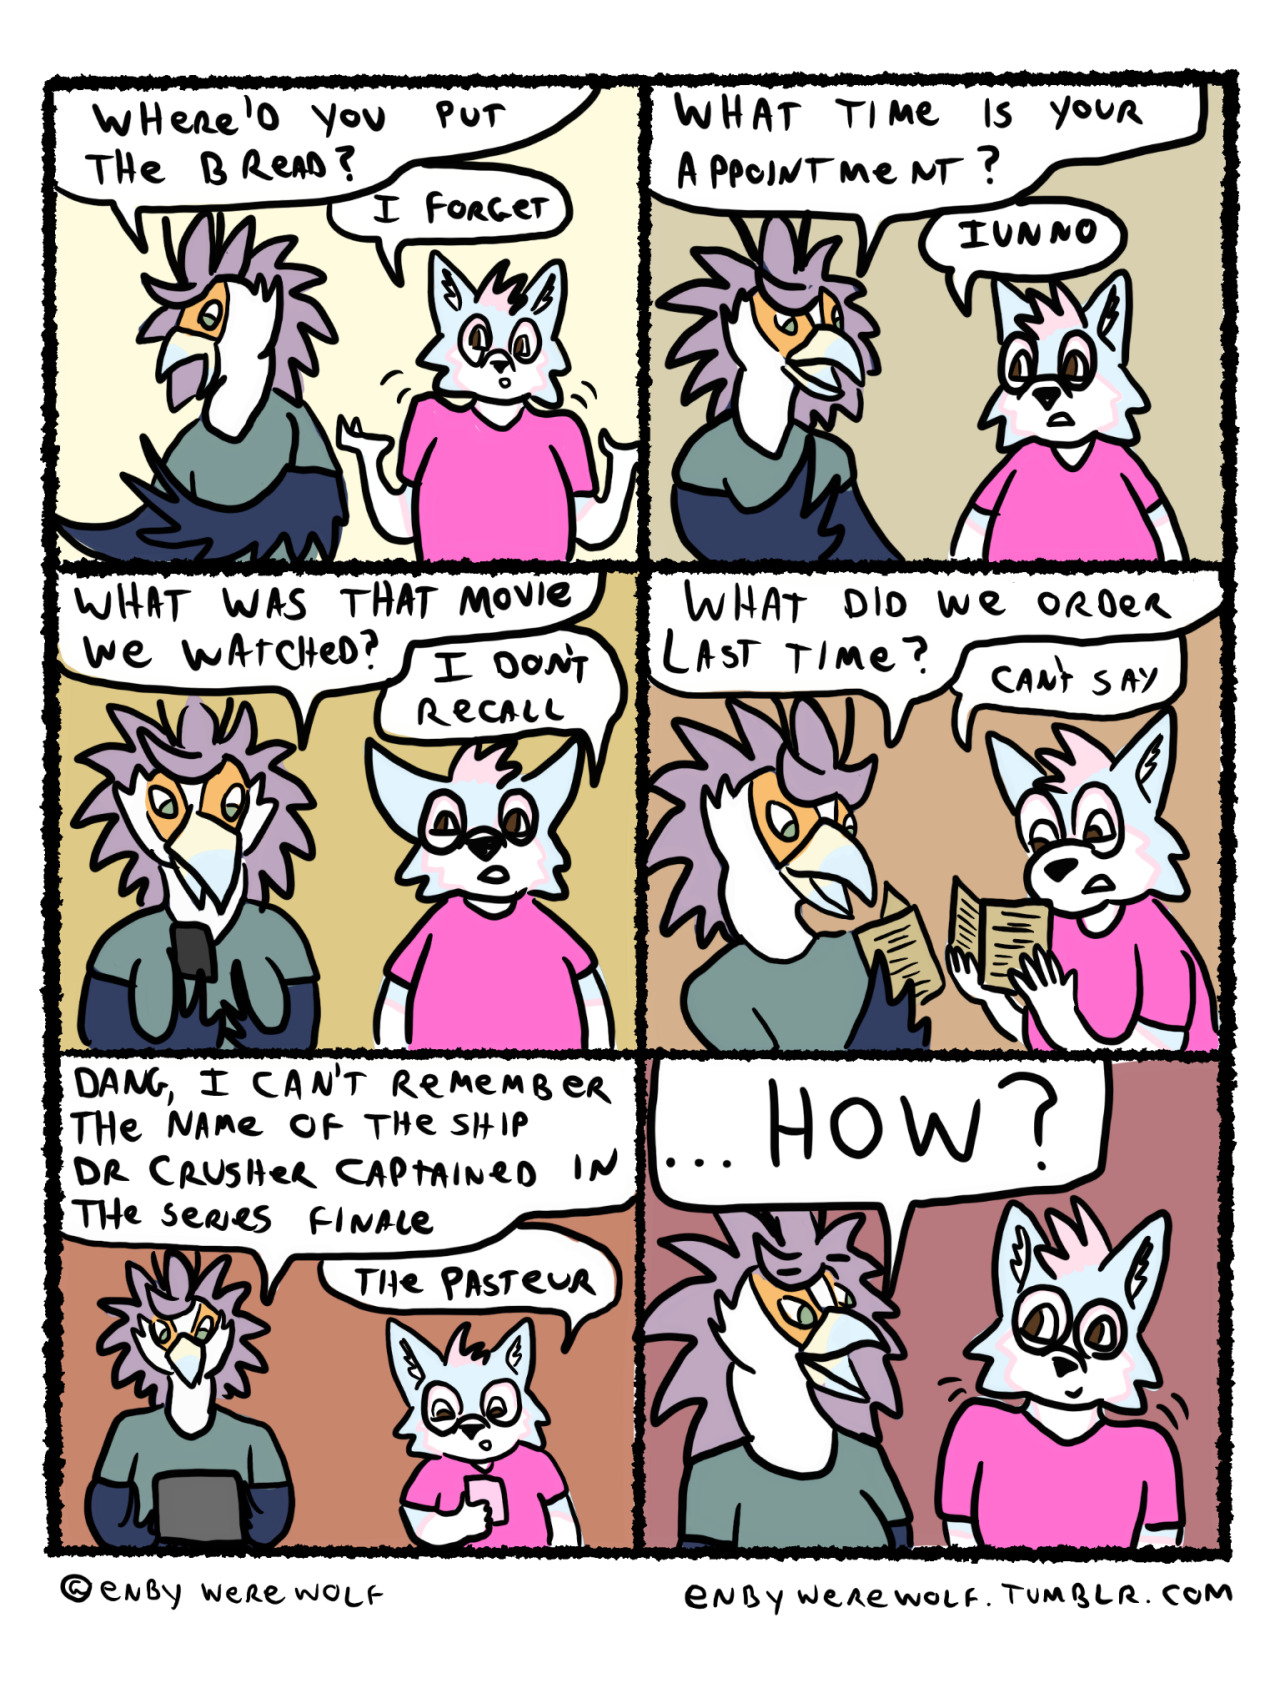 WHERE'D YOU PUT
THE BREAD?
I FORGET
WHAT TIME IS YOUR
APPOINTMENT?
IUNNO
WHAT WAS THAT MOVIE
WE WATCHED?
I DON'T
RECALL
WHAT DID WE ORDER
LAST TIME?
CAN'T SAY
DANG, I CAN'T REMEMBER
THE NAME OF THE SHIP
DR CRUSHER CAPTAINED IN
THE SERIES FINALE
THE PASTEUR
...HOW?
© ENBY WEREWOLF
ENBYWEREWOLF.TUMBLR.COM